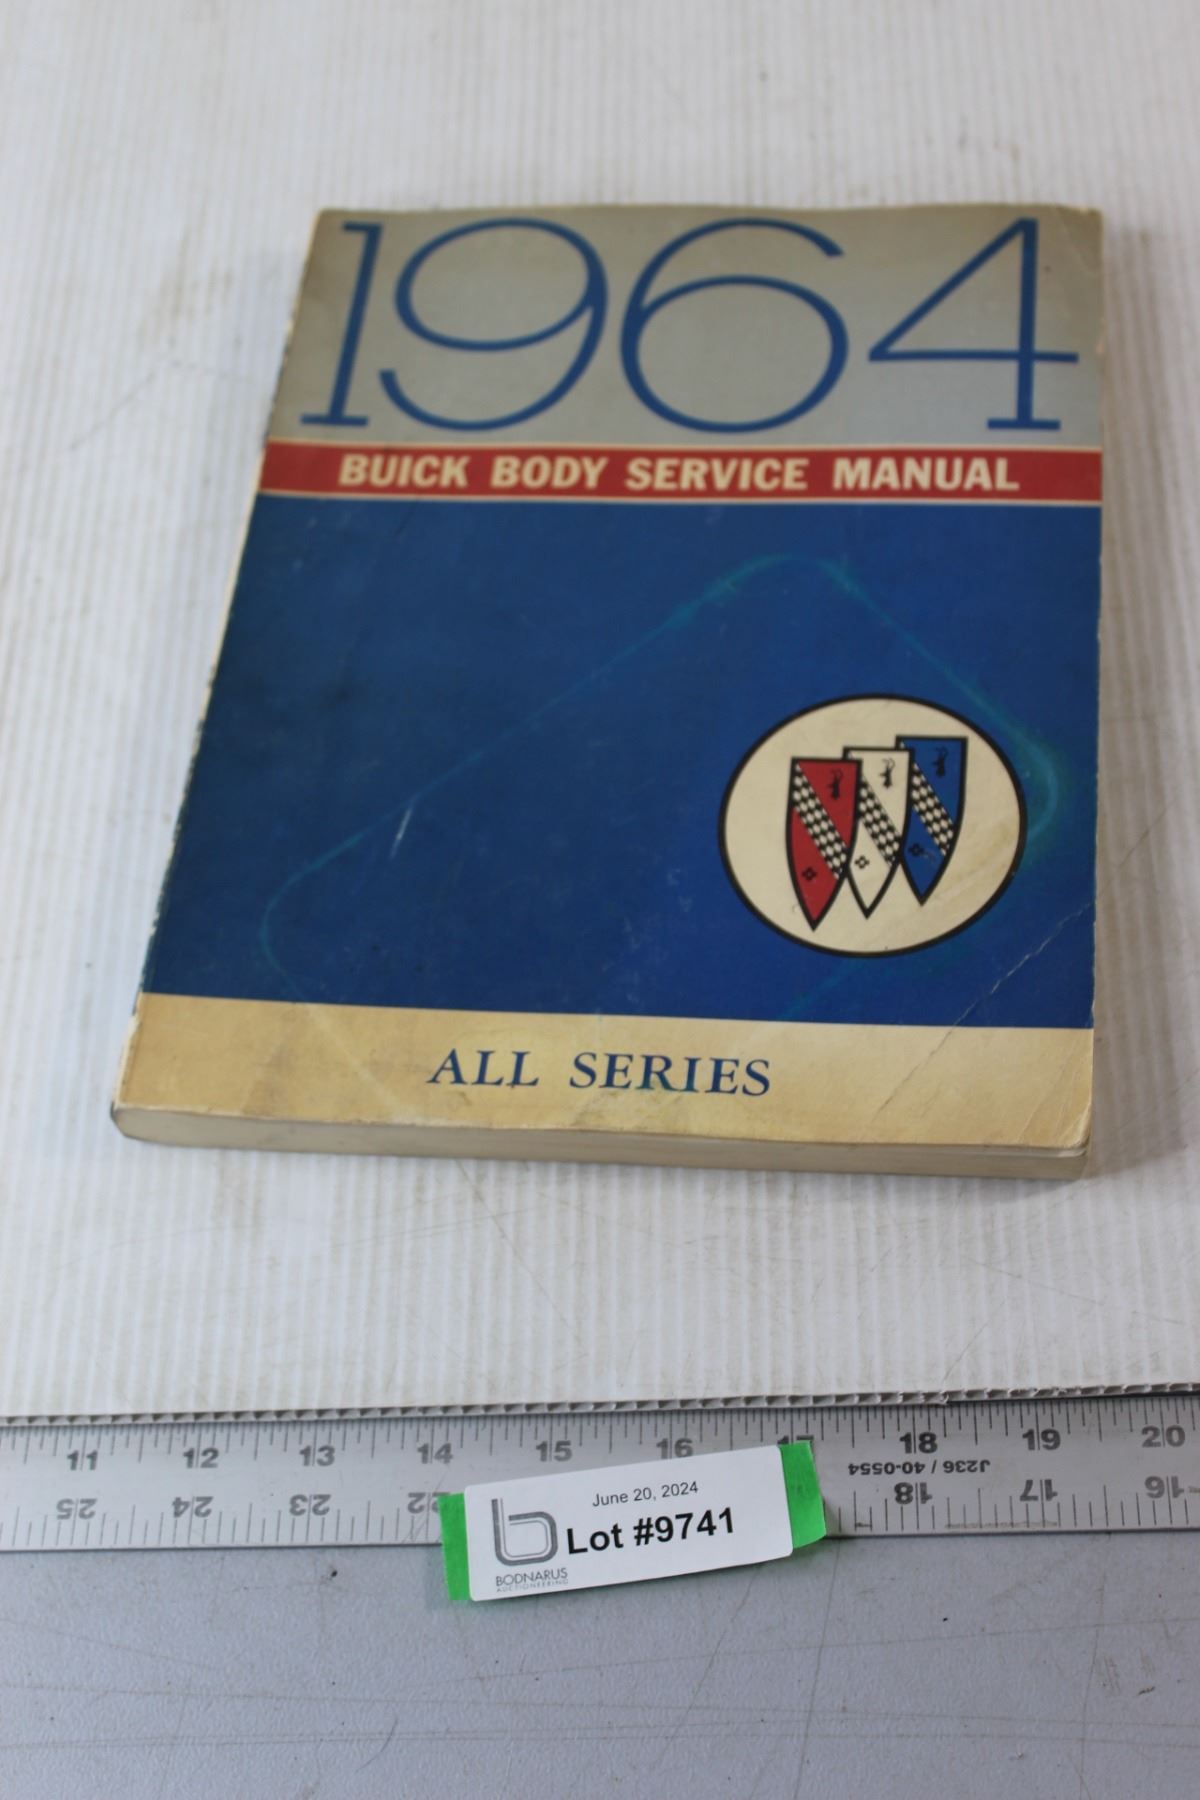 1964
BUICK BODY SERVICE MANUAL
ALL SERIES
11 12 13 14 15 16 17 18 19 20
J236 / 40-0554
25 24 23 22 18 17 16
June 20, 2024
Lot #9741
BODNARUS
AUCTIONEERING